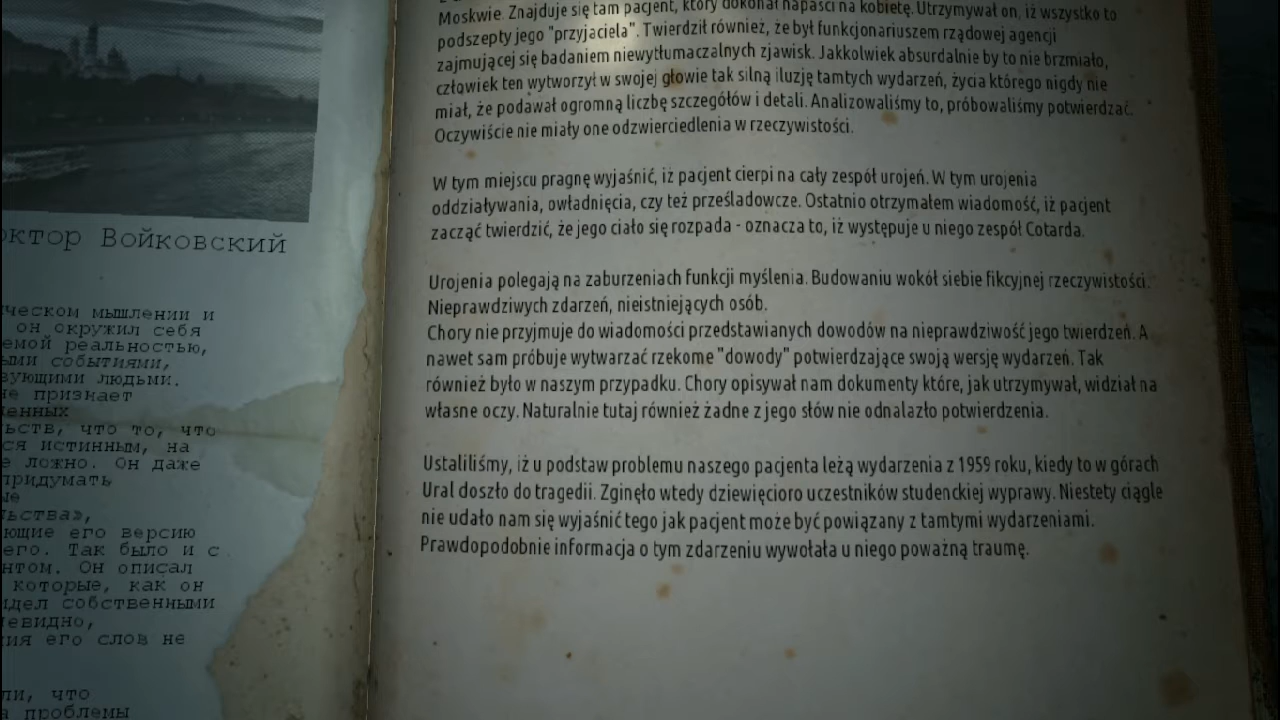 октор Войковский
ческом мышлении и
он окружил себя
емой реальностью,
ыми событиями,
вующими людьми.
не признает
енных
ьств, что то, что
ся истинным, на
е ложно. Он даже
придумать
ые
ьства»,
ющие его версию
его. Так было и с
нтом. Он описал
которые, как он
идел собственными
евидно,
ия его слов не
ли, что
а проблемы
Moskwie. Znajduje się tam pacjent, który dokonał napaści na kobietę. Utrzymywał on, iż wszystko to
podszepty jego "przyjaciela". Twierdził również, że był funkcjonariuszem rządowej agencji
zajmującej się badaniem niewytłumaczalnych zjawisk. Jakkolwiek absurdalnie by to nie brzmiało,
człowiek ten wytworzył w swojej głowie tak silną iluzję tamtych wydarzeń, życia którego nigdy nie
miał, że podawał ogromną liczbę szczegółów i detali. Analizowaliśmy to, próbowaliśmy potwierdzać.
Oczywiście nie miały one odzwierciedlenia w rzeczywistości.
W tym miejscu pragnę wyjaśnić, iż pacjent cierpi na cały zespół urojeń. W tym urojenia
oddziaływania, owładnięcia, czy też prześladowcze. Ostatnio otrzymałem wiadomość, iż pacjent
zacząć twierdzić, że jego ciało się rozpada - oznacza to, iż występuje u niego zespół Cotarda.
Urojenia polegają na zaburzeniach funkcji myślenia. Budowaniu wokół siebie fikcyjnej rzeczywistości.
Nieprawdziwych zdarzeń, nieistniejących osób.
Chory nie przyjmuje do wiadomości przedstawianych dowodów na nieprawdziwość jego twierdzeń. A
nawet sam próbuje wytwarzać rzekome "dowody" potwierdzające swoją wersję wydarzeń. Tak
również było w naszym przypadku. Chory opisywał nam dokumenty które, jak utrzymywał, widział na
własne oczy. Naturalnie tutaj również żadne z jego słów nie odnalazło potwierdzenia.
Ustaliliśmy, iż u podstaw problemu naszego pacjenta leżą wydarzenia z 1959 roku, kiedy to w górach
Ural doszło do tragedii. Zginęło wtedy dziewięcioro uczestników studenckiej wyprawy. Niestety ciągle
nie udało nam się wyjaśnić tego jak pacjent może być powiązany z tamtymi wydarzeniami.
Prawdopodobnie informacja o tym zdarzeniu wywołała u niego poważną traumę.